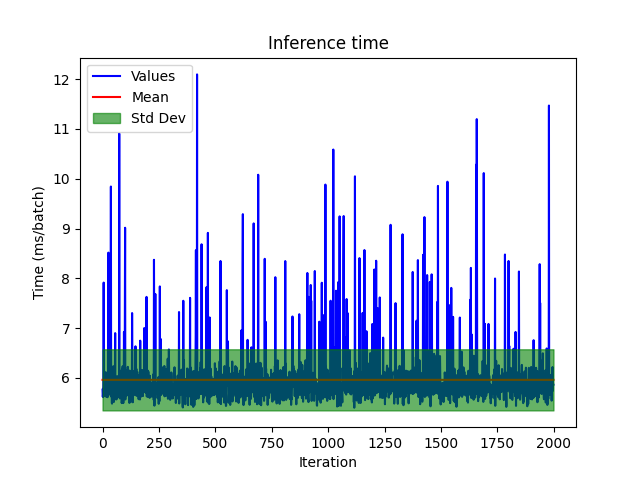 Inference time
Values
Mean
Std Dev
Time (ms/batch)
12
11
10
9
8
7
6
0 250 500 750 1000 1250 1500 1750 2000
Iteration